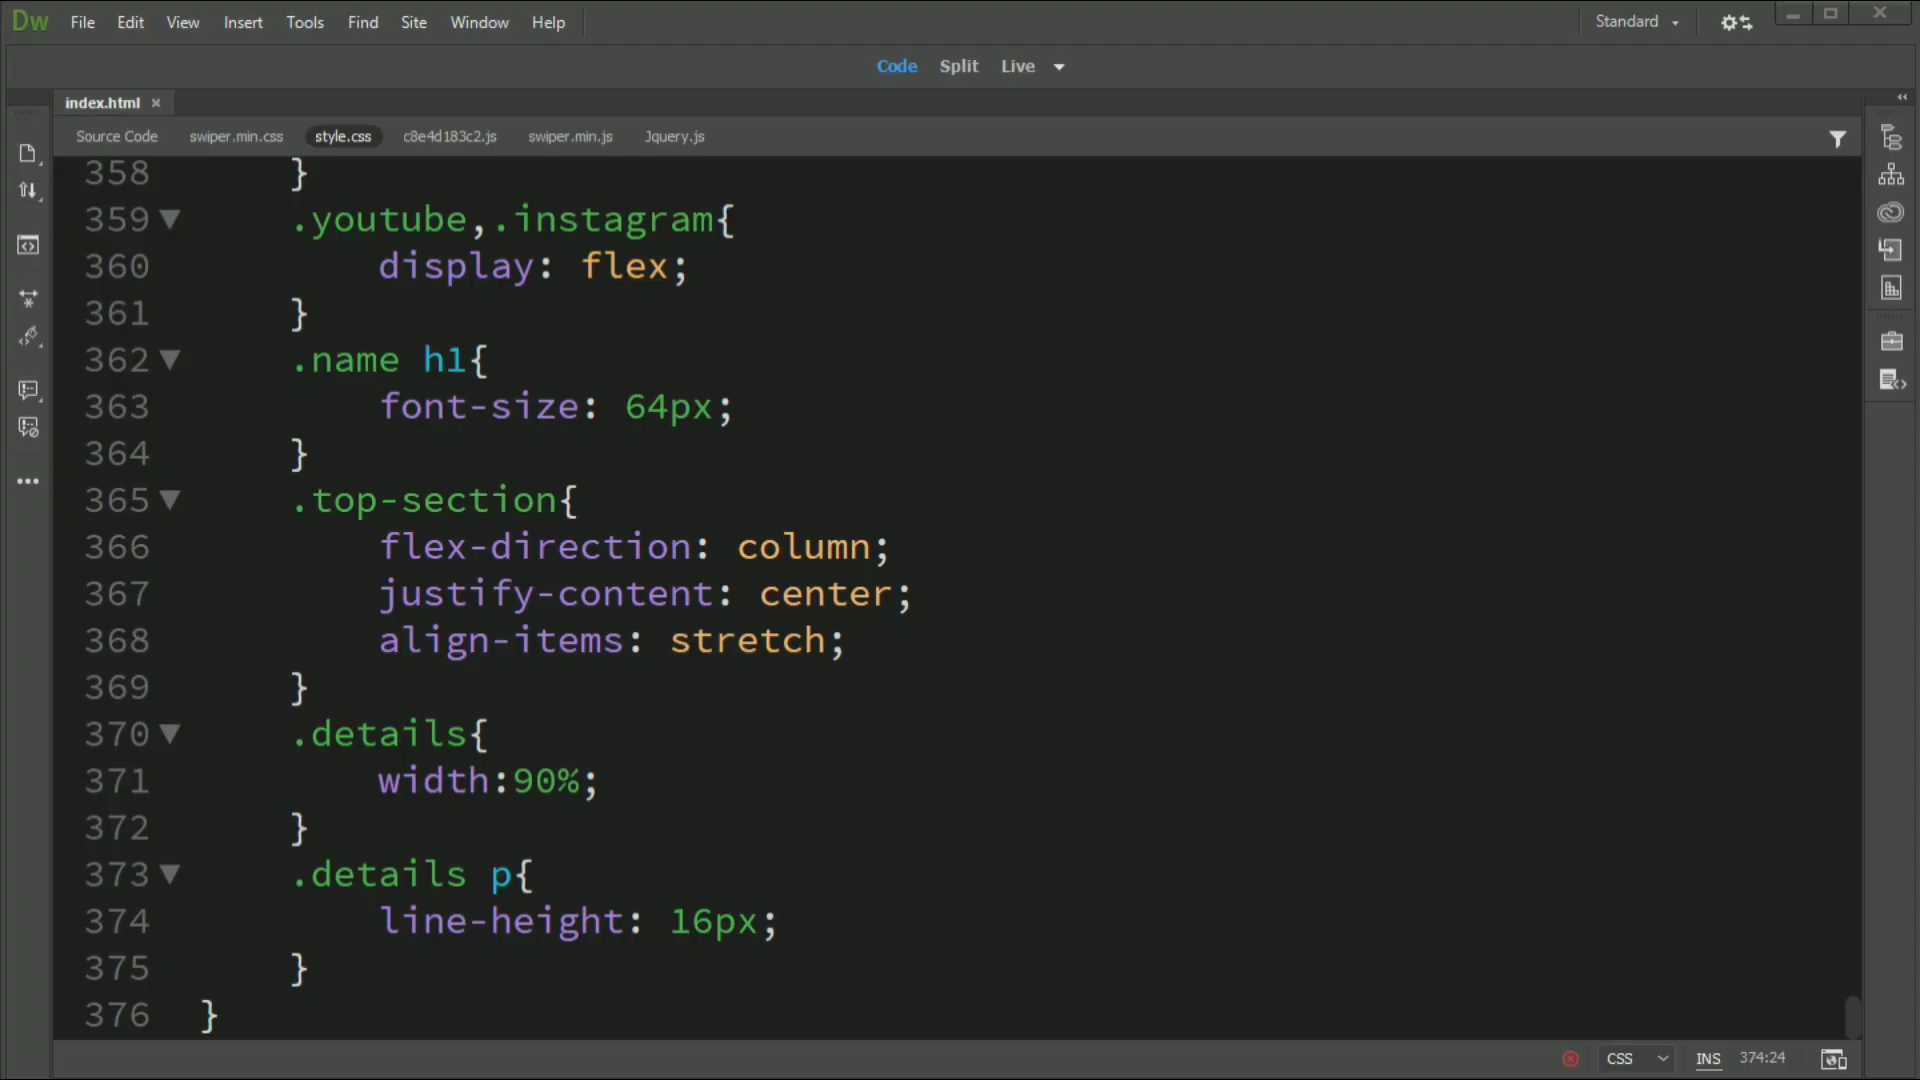 Dw File Edit View Insert Tools Find Site Window Help Standard
Code Split Live
index.html ×
Source Code swiper.min.css style.css c8e4d183c2.js swiper.min.js Jquery.js
358 }
359 .youtube,.instagram{
360 display: flex;
361 }
362 .name h1{
363 font-size: 64px;
364 }
365 .top-section{
366 flex-direction: column;
367 justify-content: center;
368 align-items: stretch;
369 }
370 .details{
371 width:90%;
372 }
373 .details p{
374 line-height: 16px;
375 }
376 }
CSS INS 374:24